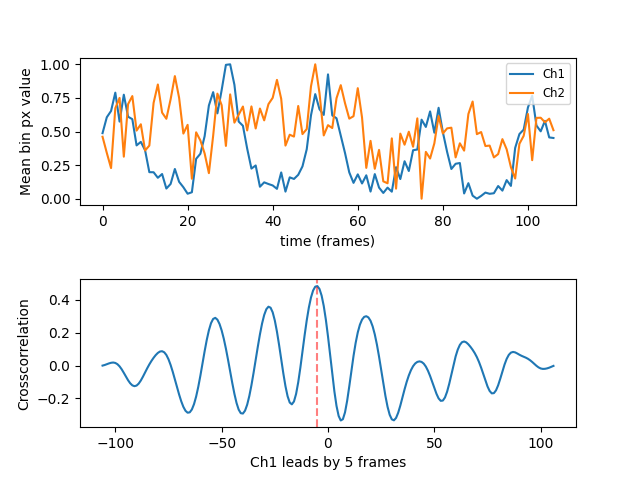 1.00
0.75
0.50
0.25
0.00
Mean bin px value
Ch1
Ch2
0 20 40 60 80 100
time (frames)
0.4
0.2
0.0
−0.2
Crosscorrelation
−100 −50 0 50 100
Ch1 leads by 5 frames